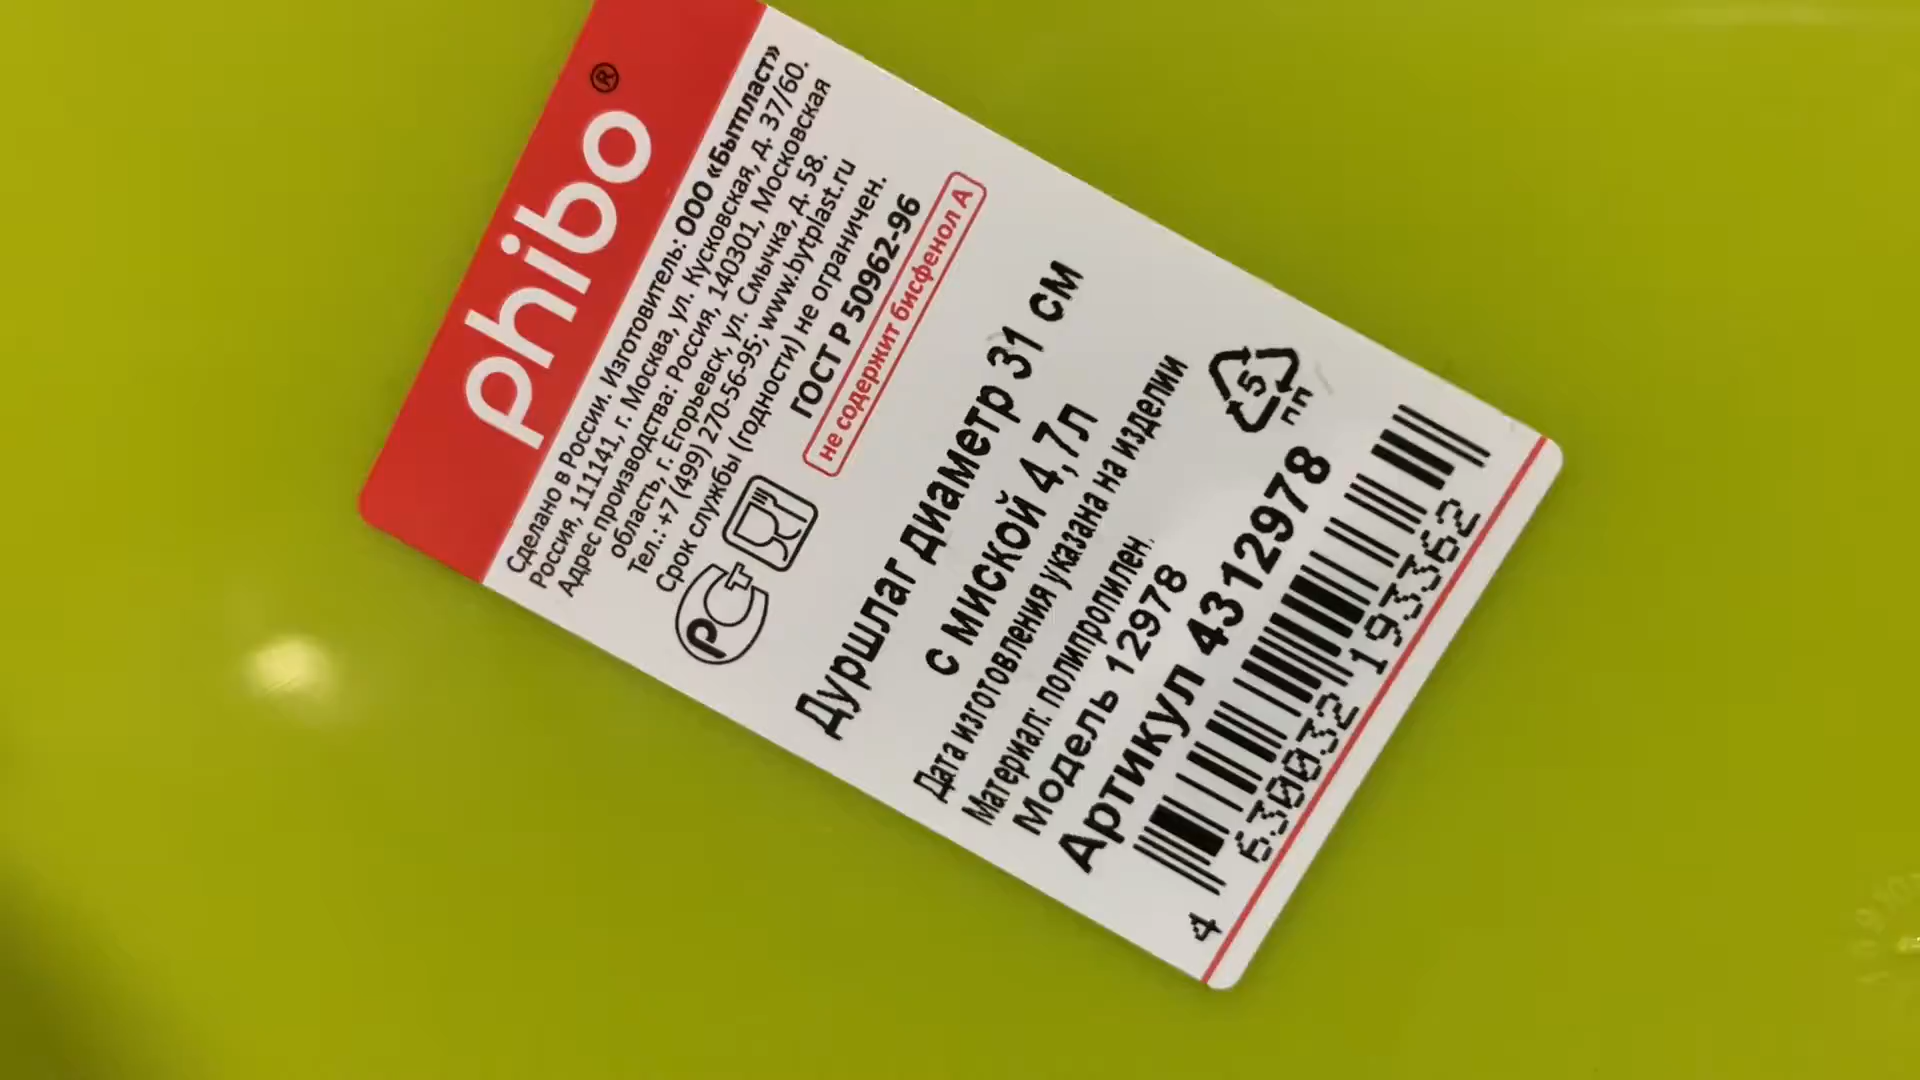 phibo®
Сделано в России. Изготовитель: ООО «Бытпласт»
Россия, 111141, г. Москва, ул. Кусковская, д. 37/60.
Адрес производства: Россия, 140301, Московская
область, г. Егорьевск, ул. Смычка, д. 58.
Тел.: +7 (499) 270-56-95; www.bytplast.ru
Срок службы (годности) не ограничен.
ГОСТ Р 50962-96
не содержит бисфенол А
РСт
Дуршлаг диаметр 31 см
с миской 4,7л
Дата изготовления указана на изделии
Материал: полипропилен.
Модель 12978
5
ПП
Артикул 4312978
4 630032 193362